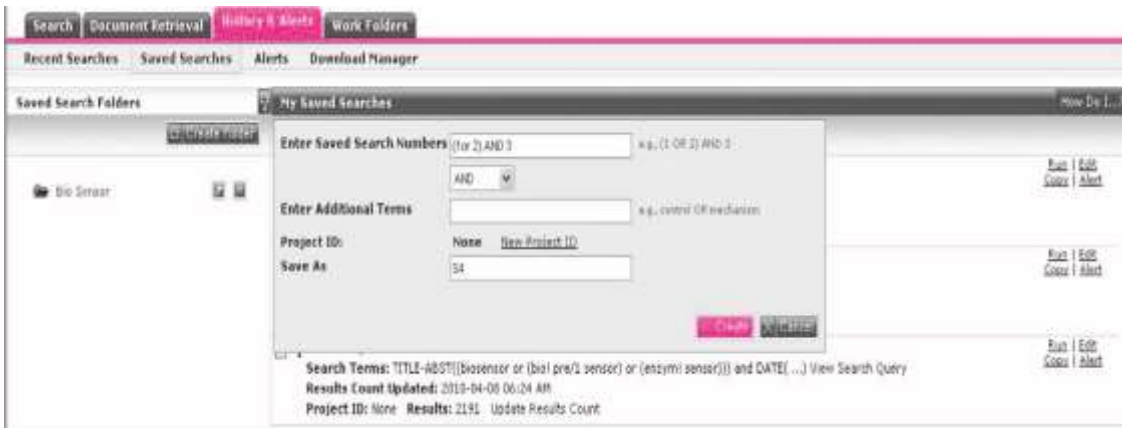 Search Document Retrieval History & Alerts Work Folders
Recent Searches Saved Searches Alerts Download Manager
Saved Search Folders ? My Saved Searches How Do I...
Create Folder
Enter Saved Search Numbers (1or 2) AND 3 e.g., (1 OR 2) AND 3
Run | Edit
Copy | Alert
AND
Bio Sensor
Enter Additional Terms e.g., control OR mechanism
Project ID: None New Project ID
Save As S4
Run | Edit
Copy | Alert
Create
Run | Edit
Copy | Alert
Search Terms: TITLE-ABST((biosensor or (bio! pre/1 sensor) or (enzym! sensor))) and DATE( ...) View Search Query
Results Count Updated: 2010-04-08 06:24 AM
Project ID: None Results: 2191 Update Results Count